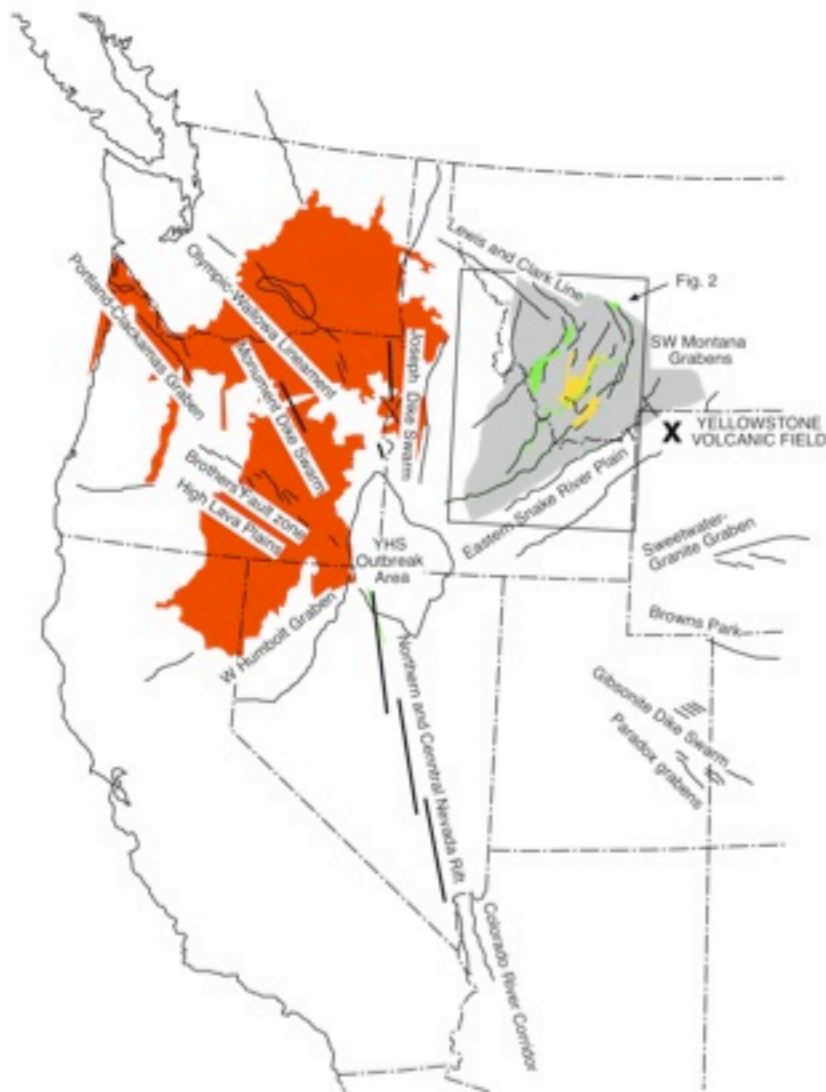 Lewis and Clark Line
Fig. 2
Olympic-Wallowa Lineament
Portland-Clackamas Graben
SW Montana
Grabens
Joseph Dike Swarm
Monument Dike Swarm
X YELLOWSTONE
VOLCANIC FIELD
Brothers Fault zone
High Lava Plains
Eastern Snake River Plain
Sweetwater-
Granite Graben
YHS
Outbreak
Area
Browns Park
W Humbolt Graben
Northern and Cenntral Nevada Rift
Gibsonite Dike Swarm
Paradox grabens
Colorado River Corridor